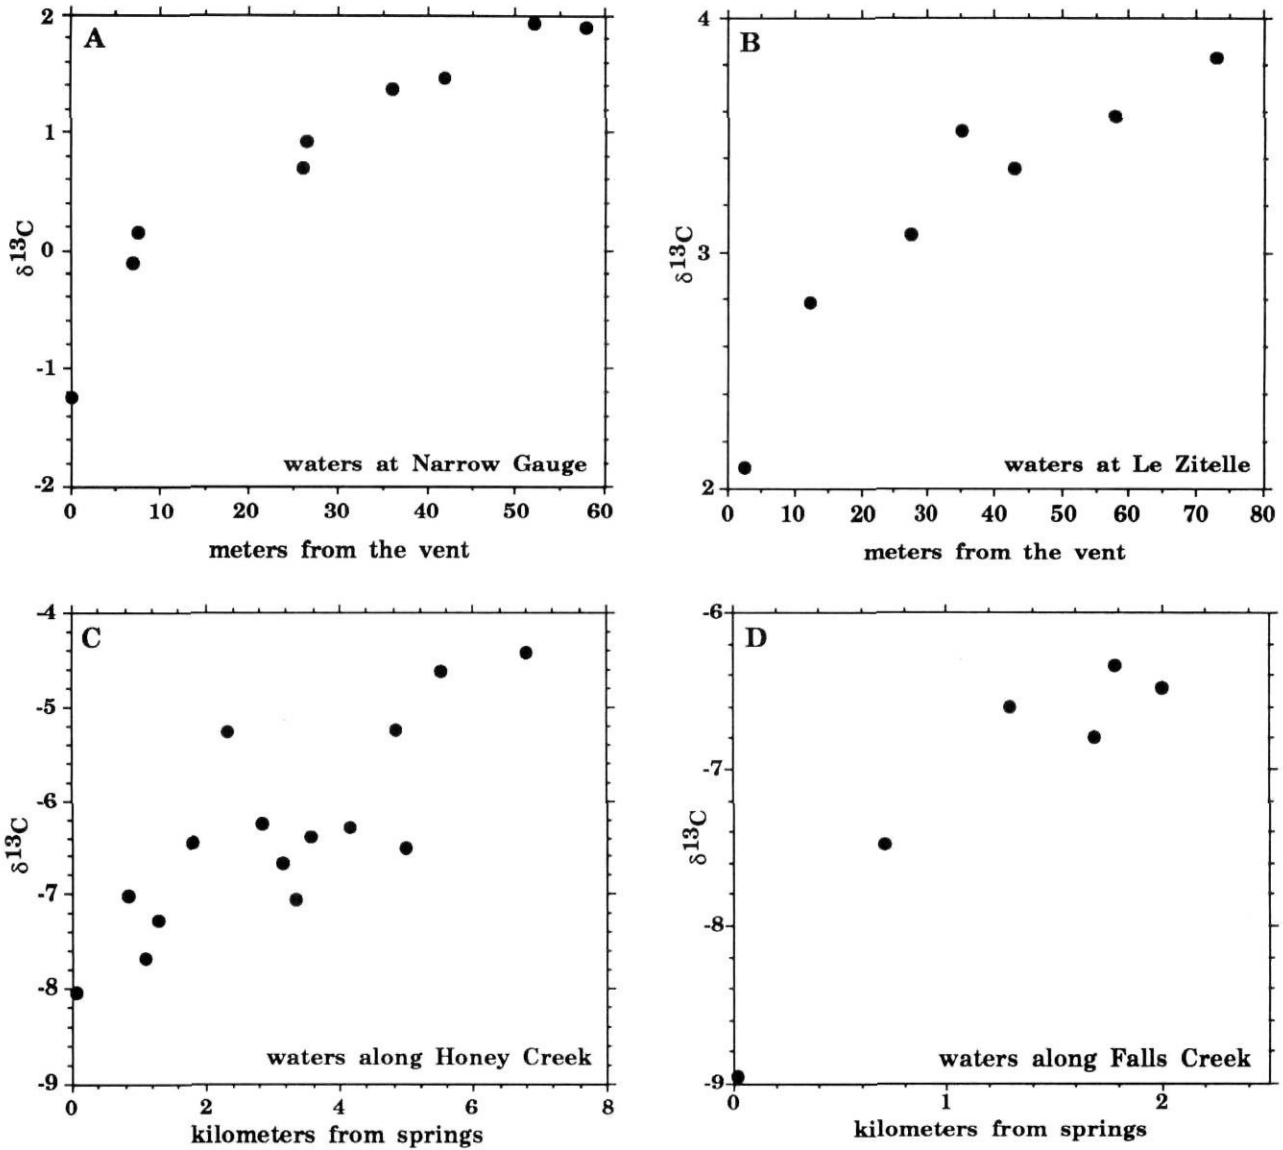 A
2
1
0
-1
-2
δ13C
waters at Narrow Gauge
0 10 20 30 40 50 60
meters from the vent
B
4
3
2
δ13C
waters at Le Zitelle
0 10 20 30 40 50 60 70 80
meters from the vent
C
-4
-5
-6
-7
-8
-9
δ13C
waters along Honey Creek
0 2 4 6 8
kilometers from springs
D
-6
-7
-8
-9
δ13C
waters along Falls Creek
0 1 2
kilometers from springs